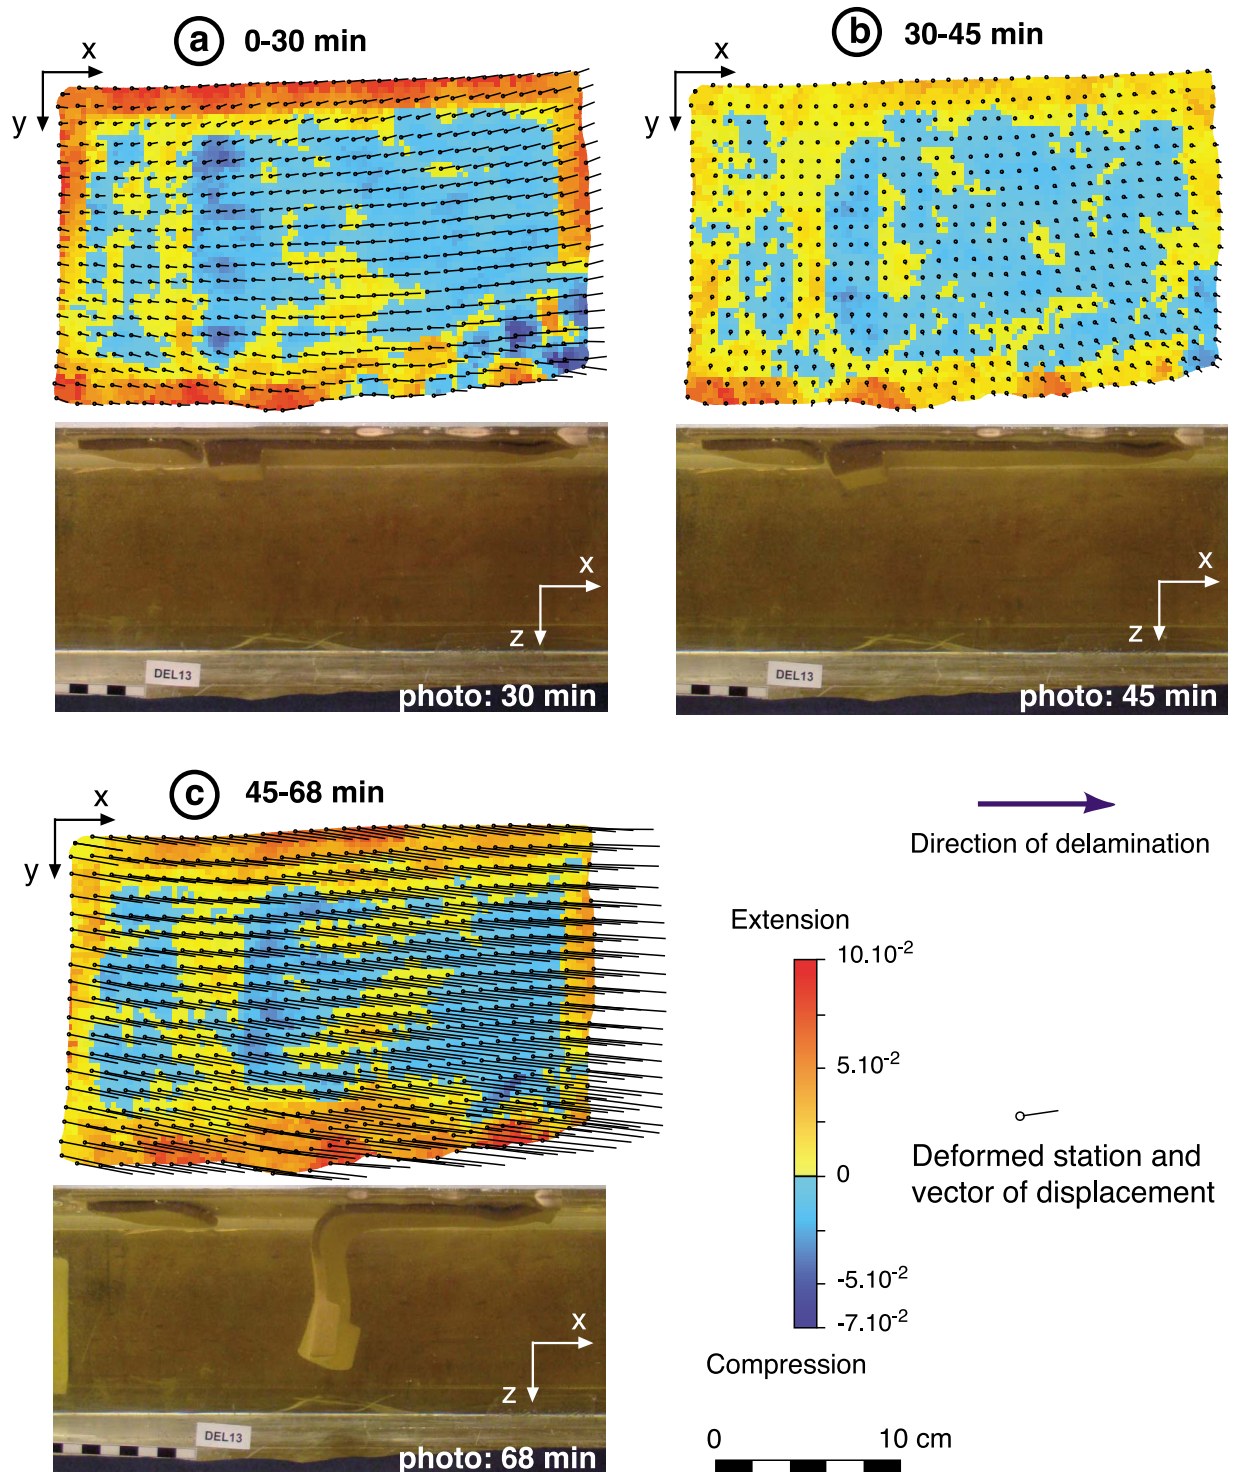 a 0-30 min
x
y
x
z
DEL13
photo: 30 min
b 30-45 min
x
y
x
z
DEL13
photo: 45 min
c 45-68 min
x
y
x
z
DEL13
photo: 68 min
Direction of delamination
Extension
10.10-2
5.10-2
0
-5.10-2
-7.10-2
Compression
Deformed station and
vector of displacement
0 10 cm